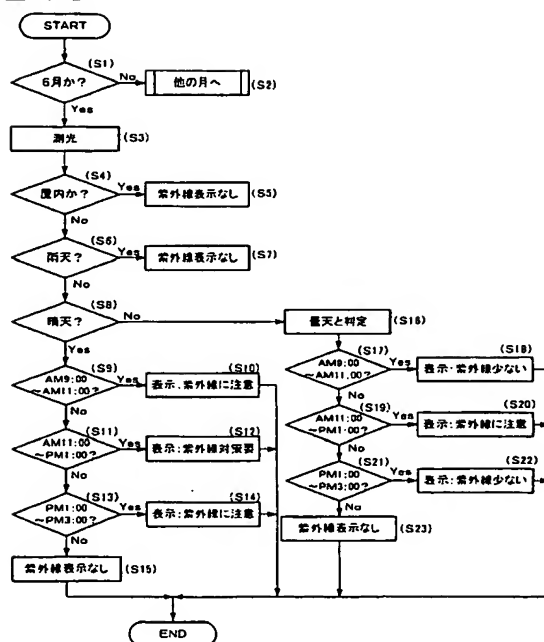 START
(S1)
6月か?
No
他の月へ
(S2)
Yes
測光
(S3)
(S4)
屋内か?
Yes
紫外線表示なし
(S5)
No
(S6)
雨天?
Yes
紫外線表示なし
(S7)
No
(S8)
晴天?
No
曇天と判定
(S16)
Yes
(S9)
AM9:00
~AM11:00?
Yes
(S10)
表示:紫外線に注意
No
(S11)
AM11:00
~PM1:00?
Yes
(S12)
表示:紫外線対策要
No
(S13)
PM1:00
~PM3:00?
Yes
(S14)
表示:紫外線に注意
No
紫外線表示なし
(S15)
(S17)
AM9:00
~AM11:00?
Yes
(S18)
表示:紫外線少ない
No
(S19)
AM11:00
~PM1:00?
Yes
(S20)
表示:紫外線に注意
No
(S21)
PM1:00
~PM3:00?
Yes
(S22)
表示:紫外線少ない
No
紫外線表示なし
(S23)
END